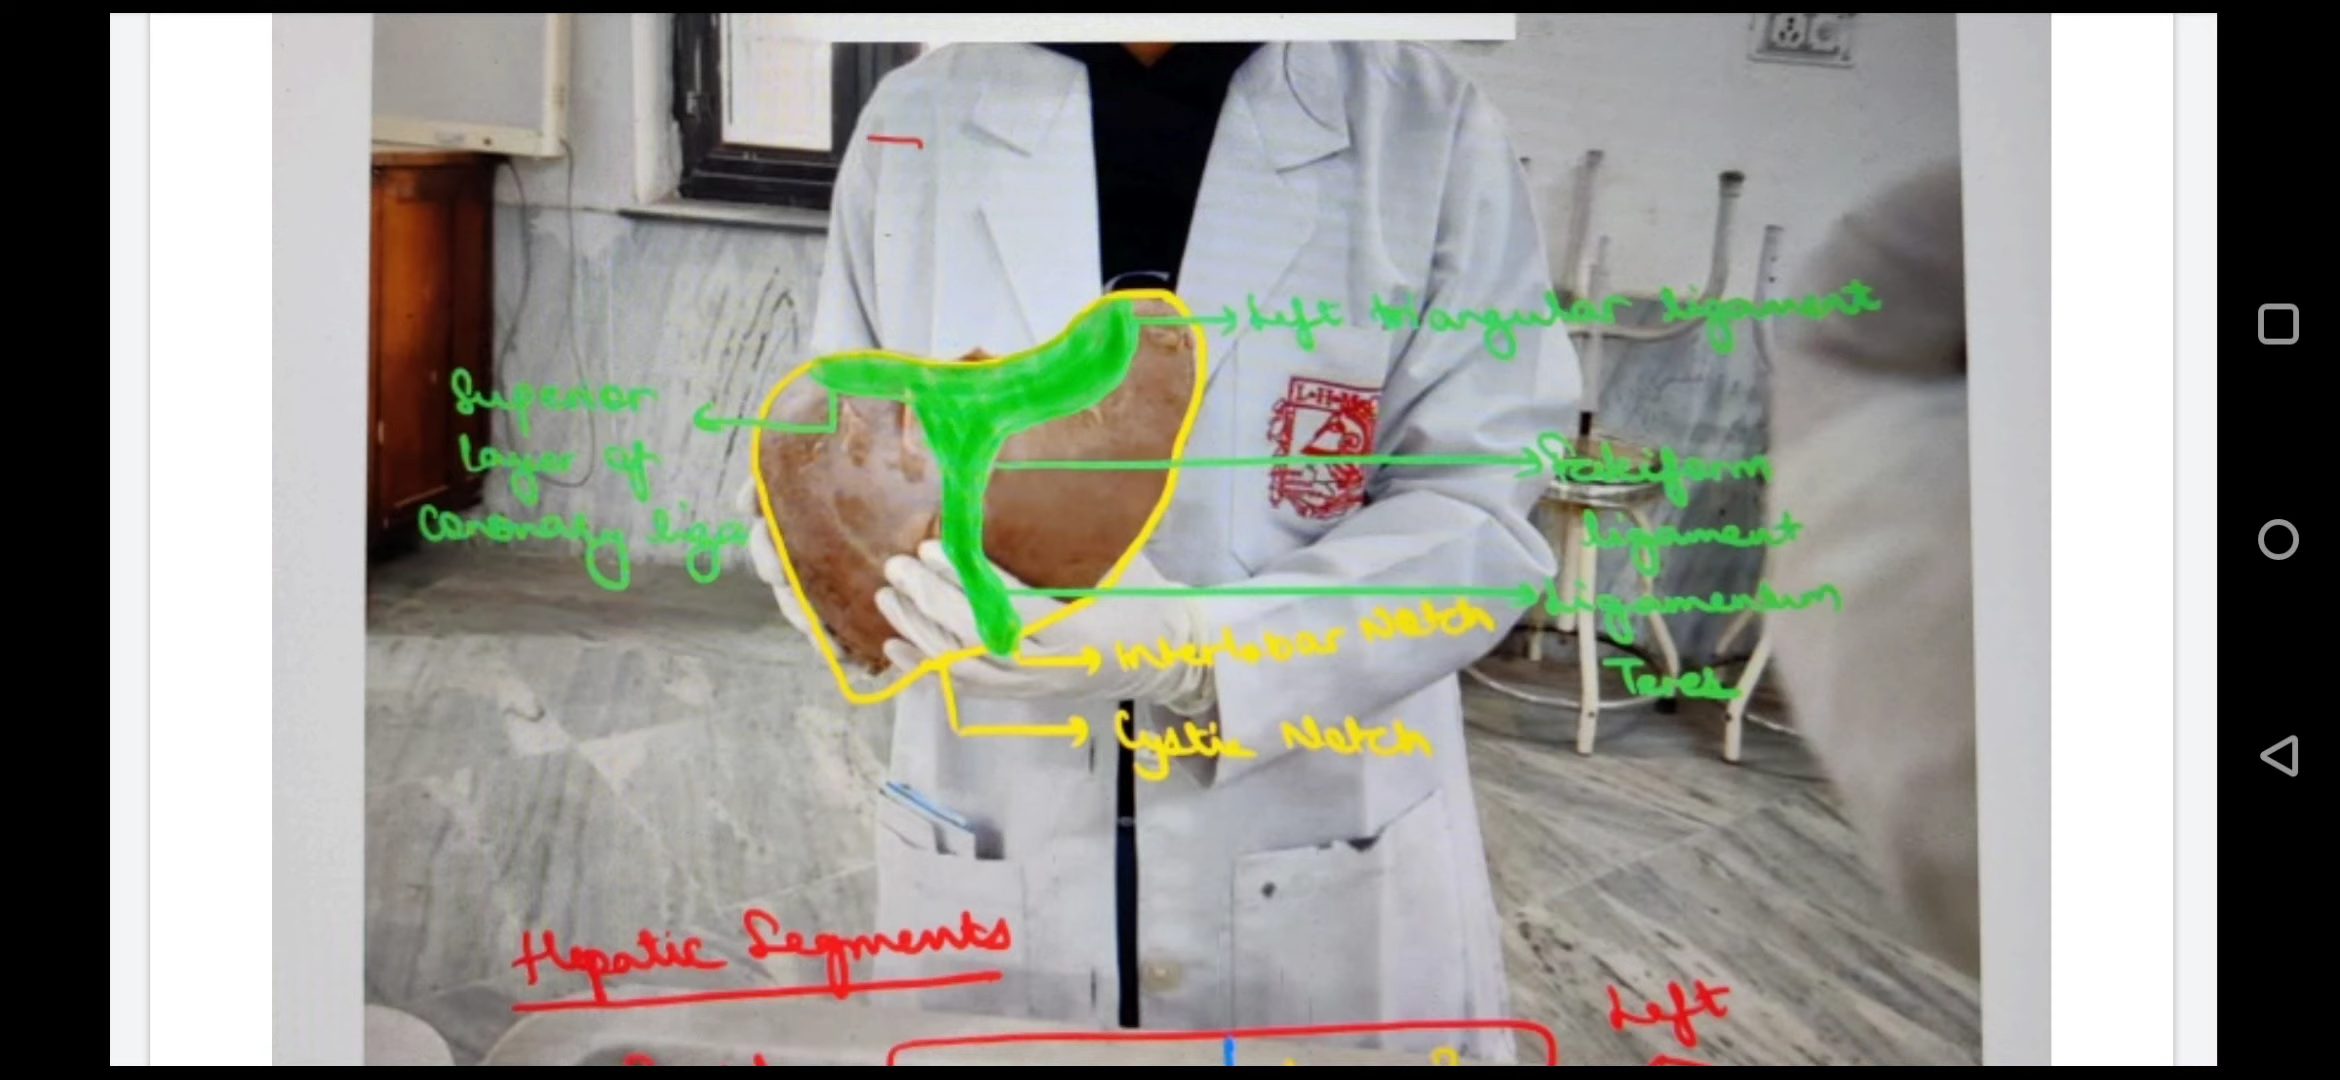 L.H.M.C
Left triangular ligament
Superior
layer of
coronary liga
Falciform
ligament
Ligamentum
Teres
Interlobar Notch
Cystic Notch
Hepatic Segments
Left